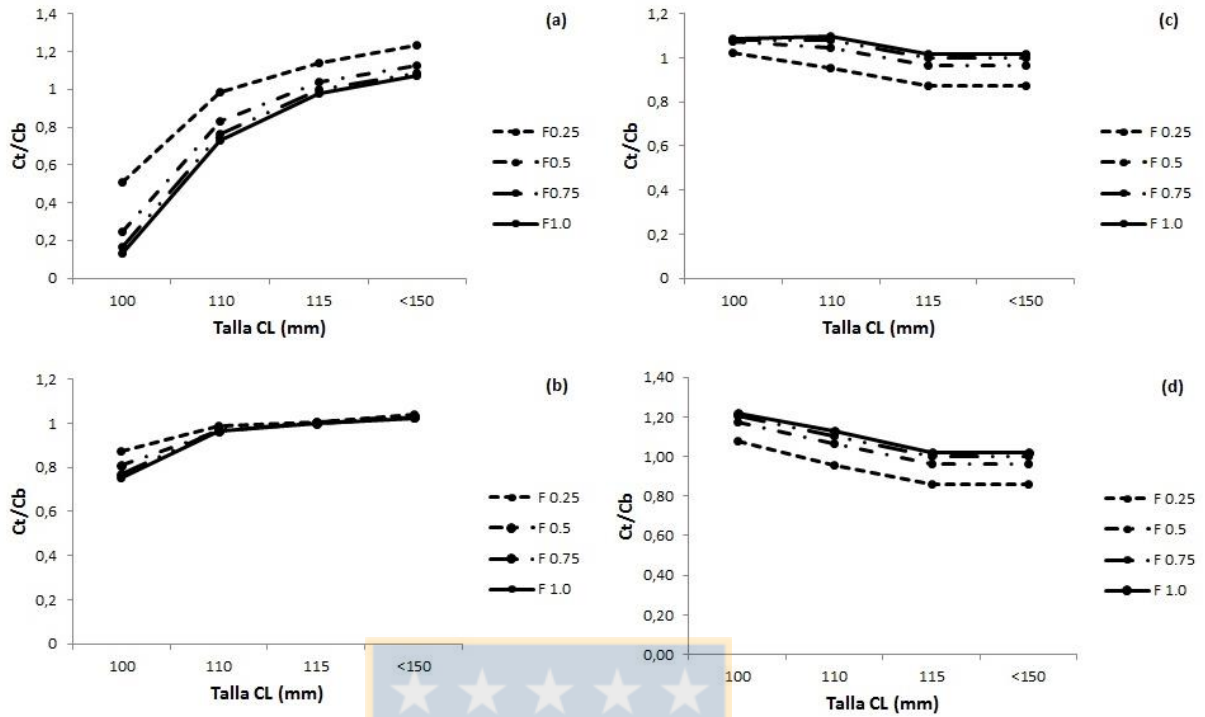 (a)
Ct/Cb
1,4
1,2
1
0,8
0,6
0,4
0,2
0
100 110 115 <150
Talla CL (mm)
F 0.25
F0.5
F0.75
F1.0
(c)
Ct/Cb
1,2
1
0,8
0,6
0,4
0,2
0
100 110 115 <150
Talla CL (mm)
F 0.25
F 0.5
F 0.75
F 1.0
(b)
Ct/Cb
1,2
1
0,8
0,6
0,4
0,2
0
100 110 115 <150
Talla CL (mm)
F 0.25
F 0.5
F 0.75
F 1.0
(d)
Ct/Cb
1,40
1,20
1,00
0,80
0,60
0,40
0,20
0,00
100 110 115 <150
Talla CL (mm)
F 0.25
F 0.5
F 0.75
F 1.0